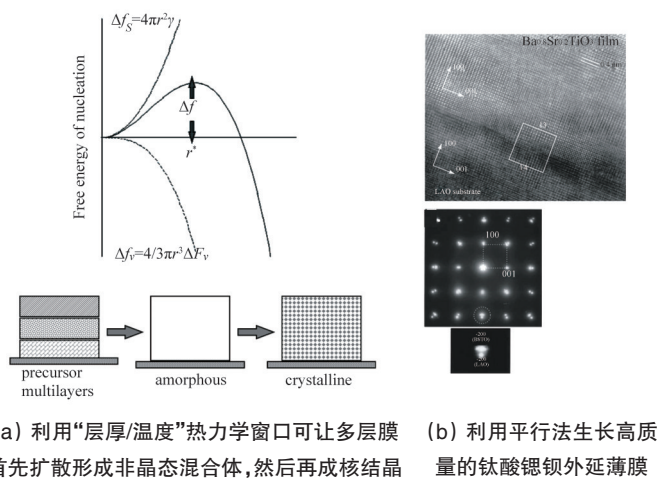 Δf_S=4πr²γ
Free energy of nucleation
Δf
r*
Δf_v=4/3πr³ΔF_v
precursor
multilayers
amorphous
crystalline
a）利用“层厚/温度”热力学窗口可让多层膜
首先扩散形成非晶态混合体,然后再成核结晶
TiO
film
100
001
100
001
LAO substrate
100
001
-200
(BSTO)
(LAO)
(b）利用平行法生长高质
量的钛酸锶钡外延薄膜